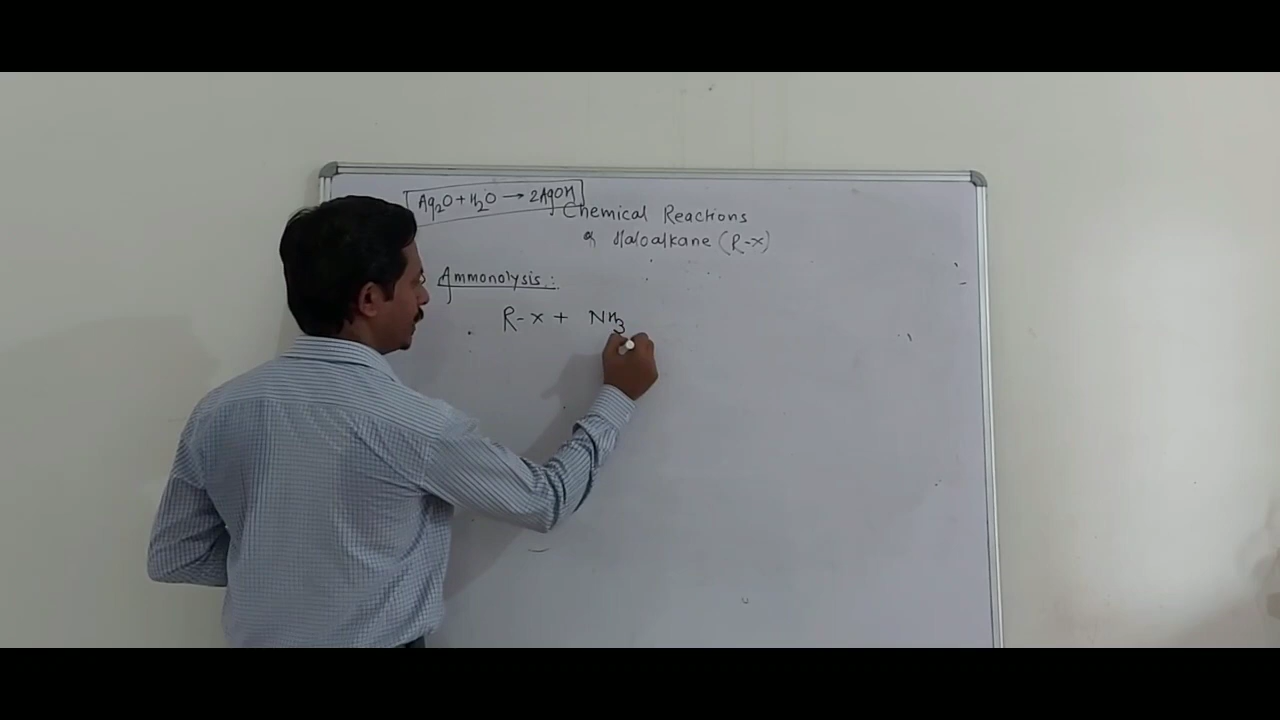 Ag₂O + H₂O → 2AgOH
Chemical Reactions
of Haloalkane (R-X)
Ammonolysis :
R-X + NH₃